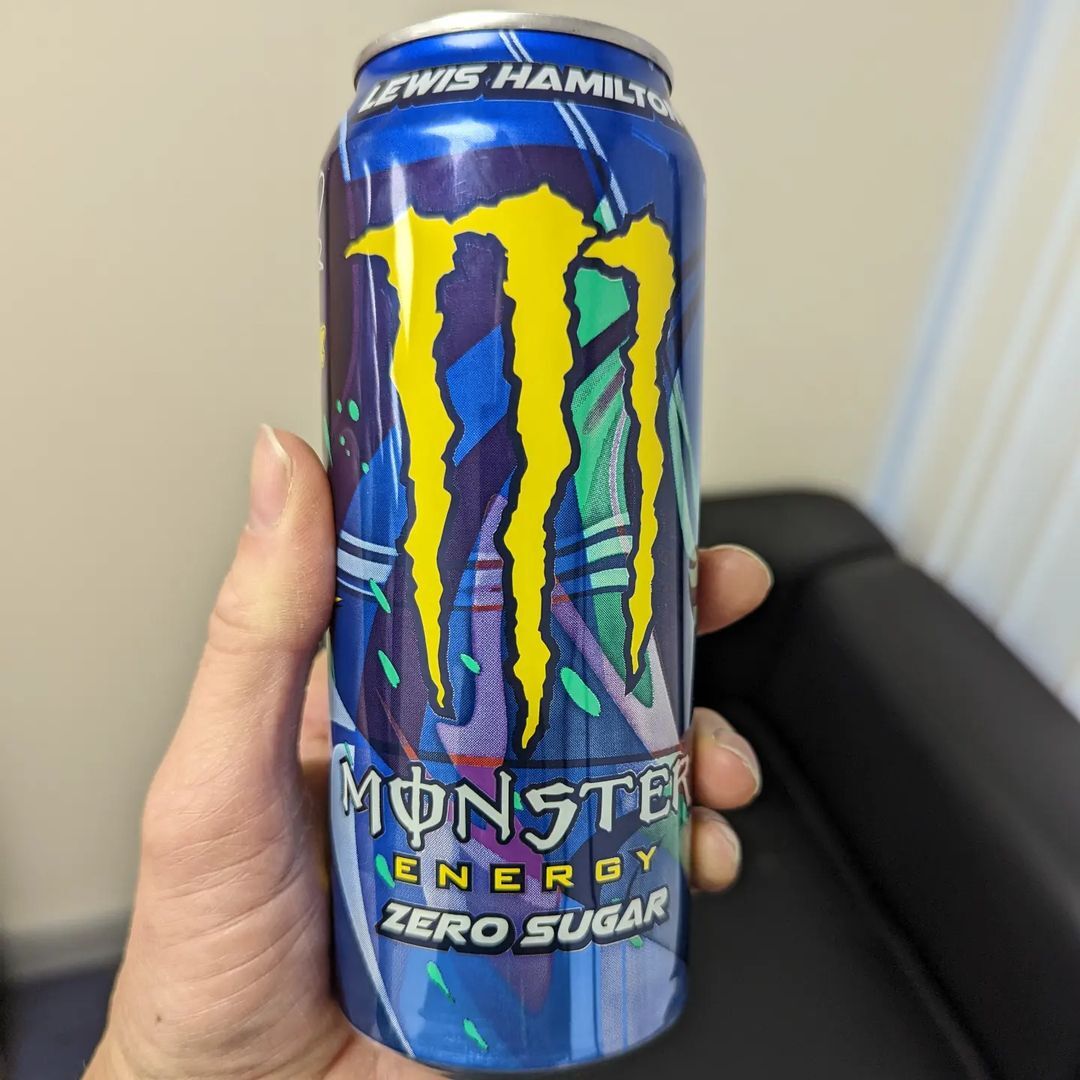 LEWIS HAMILTON
MONSTER
ENERGY
ZERO SUGAR